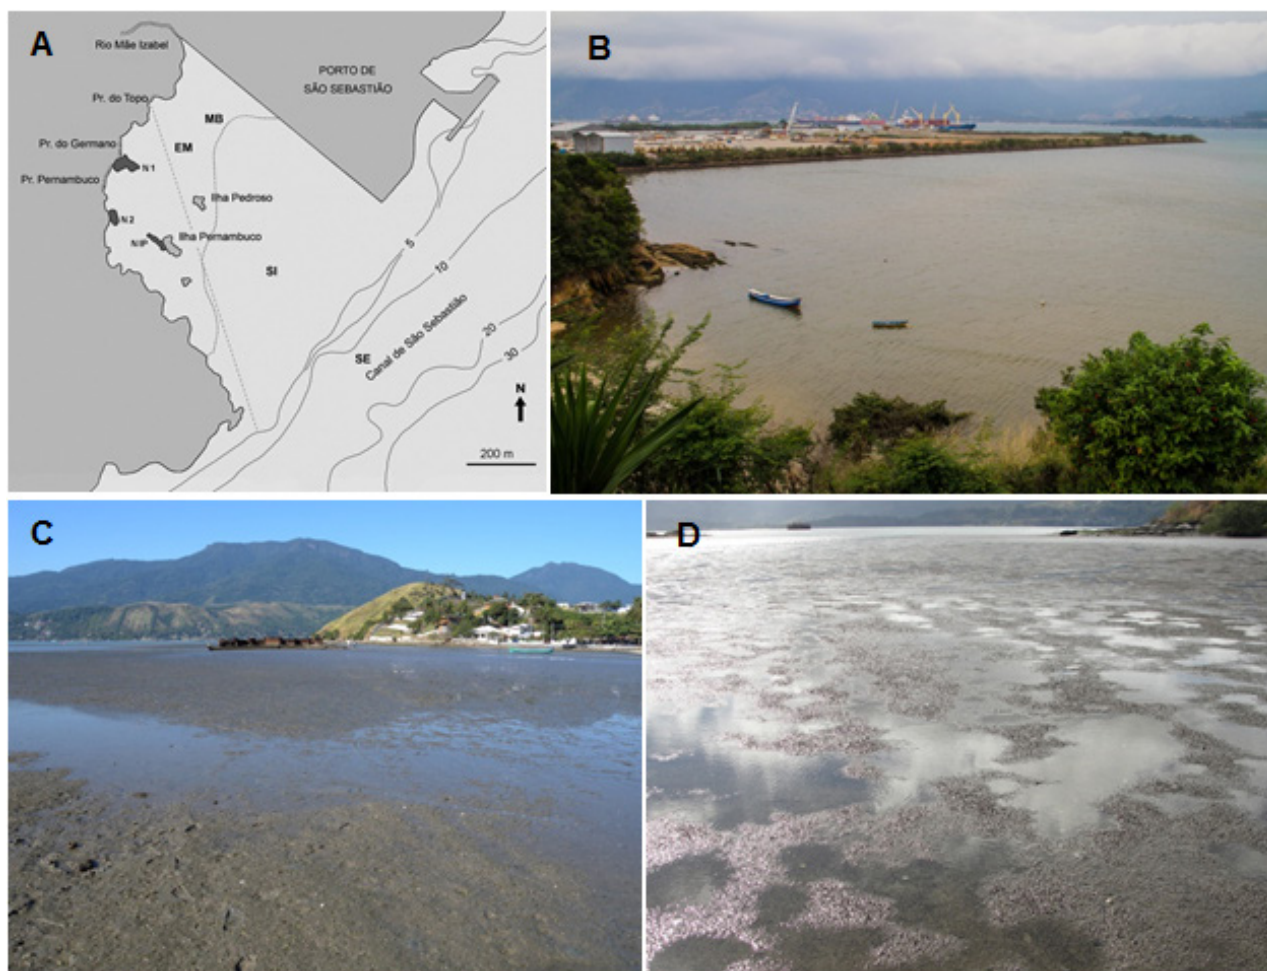 A
Rio Mãe Izabel
PORTO DE
SÃO SEBASTIÃO
Pr. do Topo
MB
Pr. do Germano
EM
N 1
Pr. Pernambuco
Ilha Pedroso
N 2
Ilha Pernambuco
N IP
SI
5
10
20
30
SE
Canal de São Sebastião
N
200 m
B
C
D